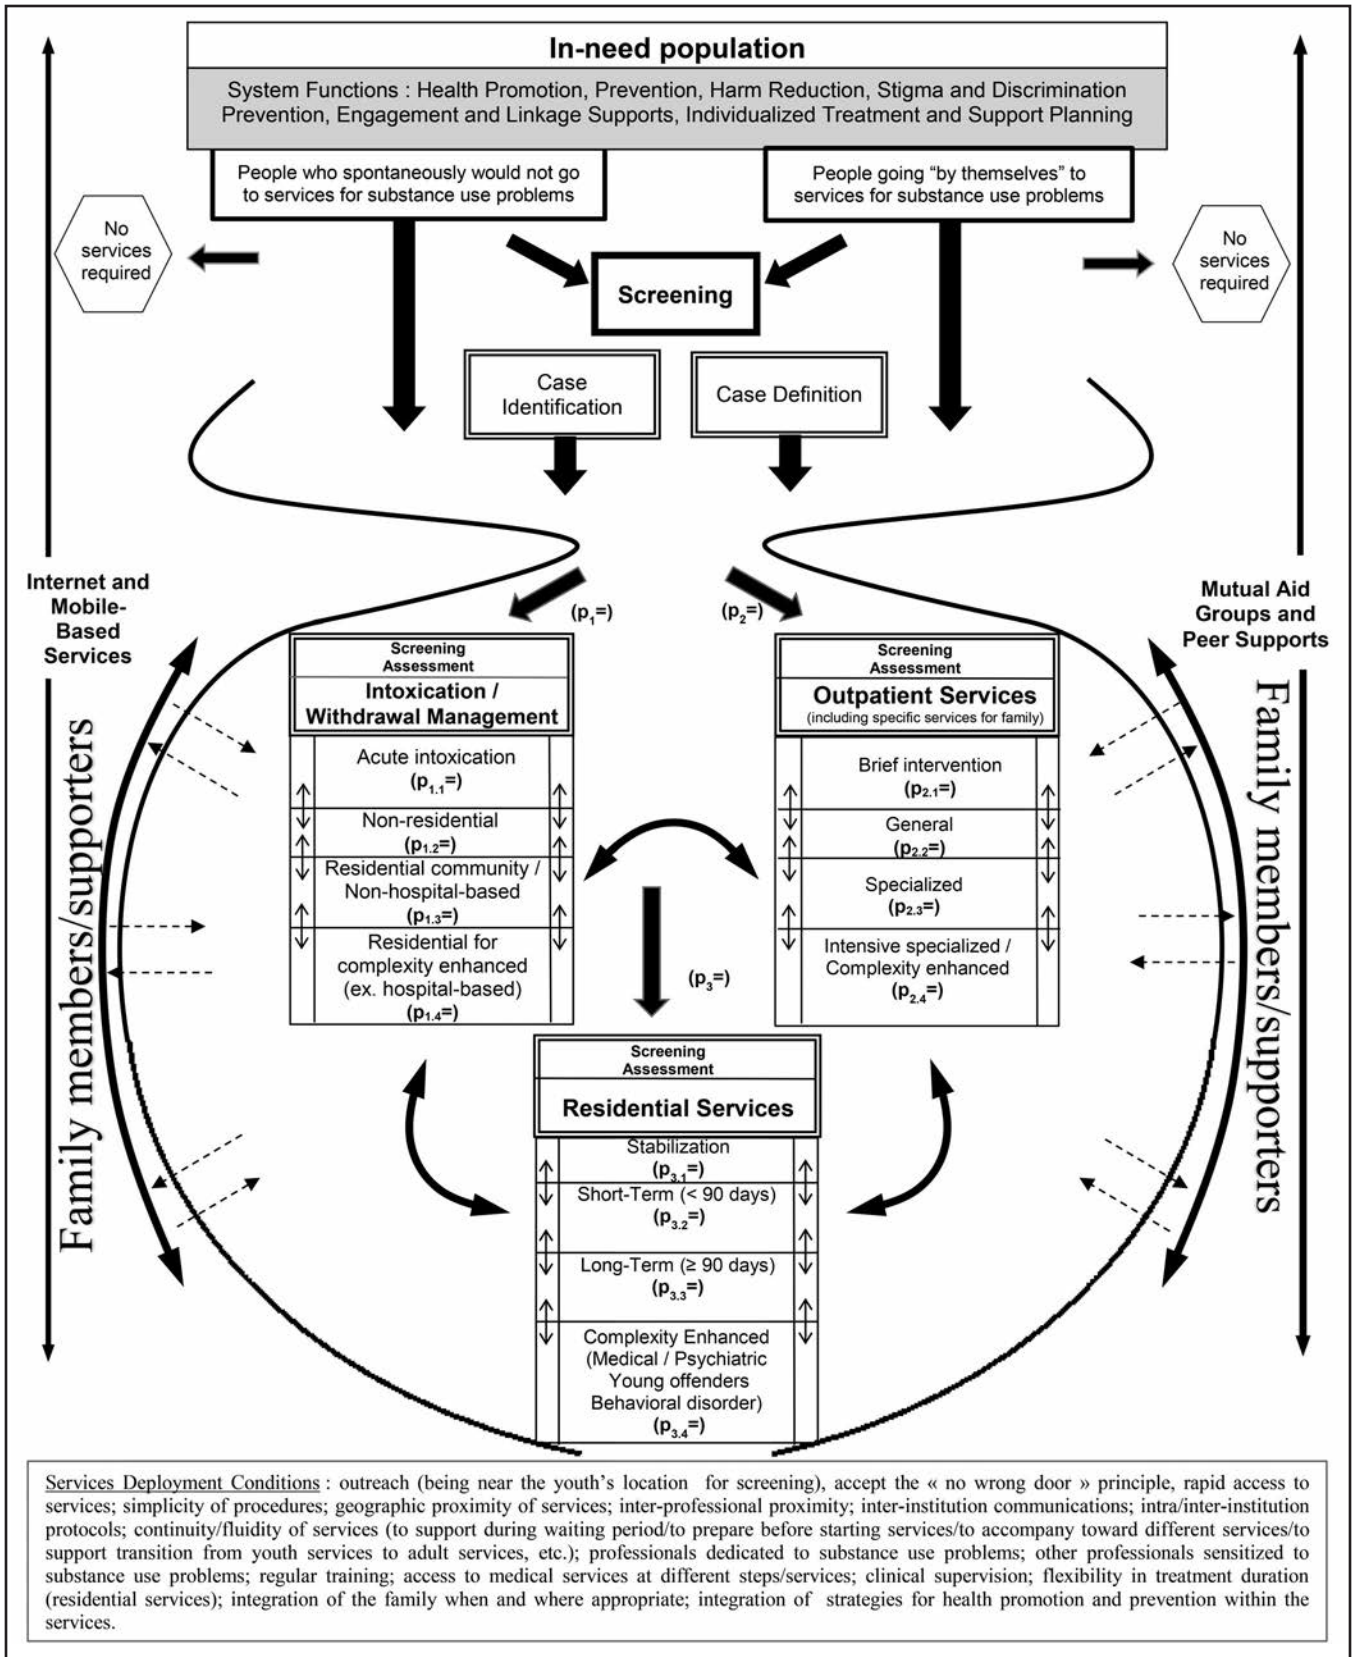 In-need population
System Functions : Health Promotion, Prevention, Harm Reduction, Stigma and Discrimination
Prevention, Engagement and Linkage Supports, Individualized Treatment and Support Planning
People who spontaneously would not go
to services for substance use problems
People going “by themselves” to
services for substance use problems
No
services
required
No
services
required
Screening
Case
Identification
Case Definition
Internet and
Mobile-
Based
Services
Mutual Aid
Groups and
Peer Supports
(p1=)
(p2=)
Family members/supporters
Family members/supporters
Screening
Assessment
Intoxication /
Withdrawal Management
Acute intoxication
(p1.1=)
Non-residential
(p1.2=)
Residential community /
Non-hospital-based
(p1.3=)
Residential for
complexity enhanced
(ex. hospital-based)
(p1.4=)
Screening
Assessment
Outpatient Services
(including specific services for family)
Brief intervention
(p2.1=)
General
(p2.2=)
Specialized
(p2.3=)
Intensive specialized /
Complexity enhanced
(p2.4=)
(p3=)
Screening
Assessment
Residential Services
Stabilization
(p3.1=)
Short-Term (< 90 days)
(p3.2=)
Long-Term (≥ 90 days)
(p3.3=)
Complexity Enhanced
(Medical / Psychiatric
Young offenders
Behavioral disorder)
(p3.4=)
Services Deployment Conditions : outreach (being near the youth’s location for screening), accept the « no wrong door » principle, rapid access to
services; simplicity of procedures; geographic proximity of services; inter-professional proximity; inter-institution communications; intra/inter-institution
protocols; continuity/fluidity of services (to support during waiting period/to prepare before starting services/to accompany toward different services/to
support transition from youth services to adult services, etc.); professionals dedicated to substance use problems; other professionals sensitized to
substance use problems; regular training; access to medical services at different steps/services; clinical supervision; flexibility in treatment duration
(residential services); integration of the family when and where appropriate; integration of strategies for health promotion and prevention within the
services.